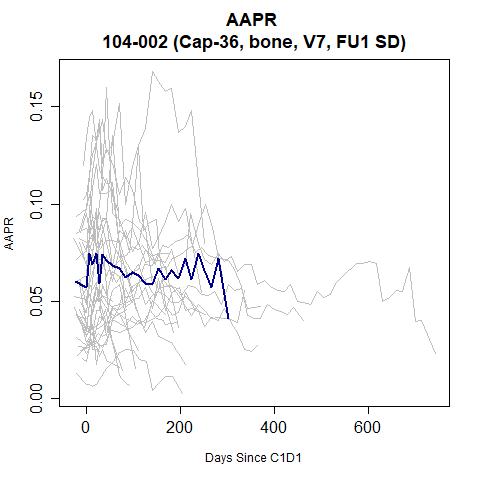 AAPR
104-002 (Cap-36, bone, V7, FU1 SD)
0.15
0.10
0.05
0.00
AAPR
0 200 400 600
Days Since C1D1